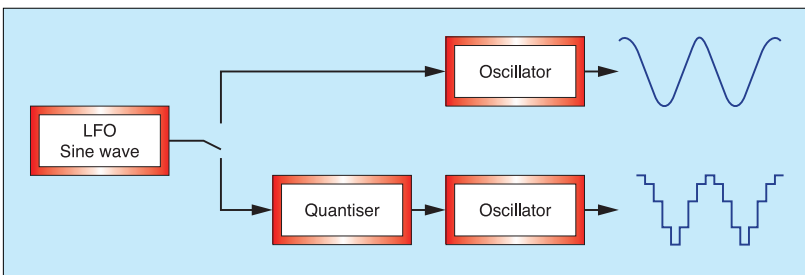 Oscillator
LFO
Sine wave
Quantiser
Oscillator